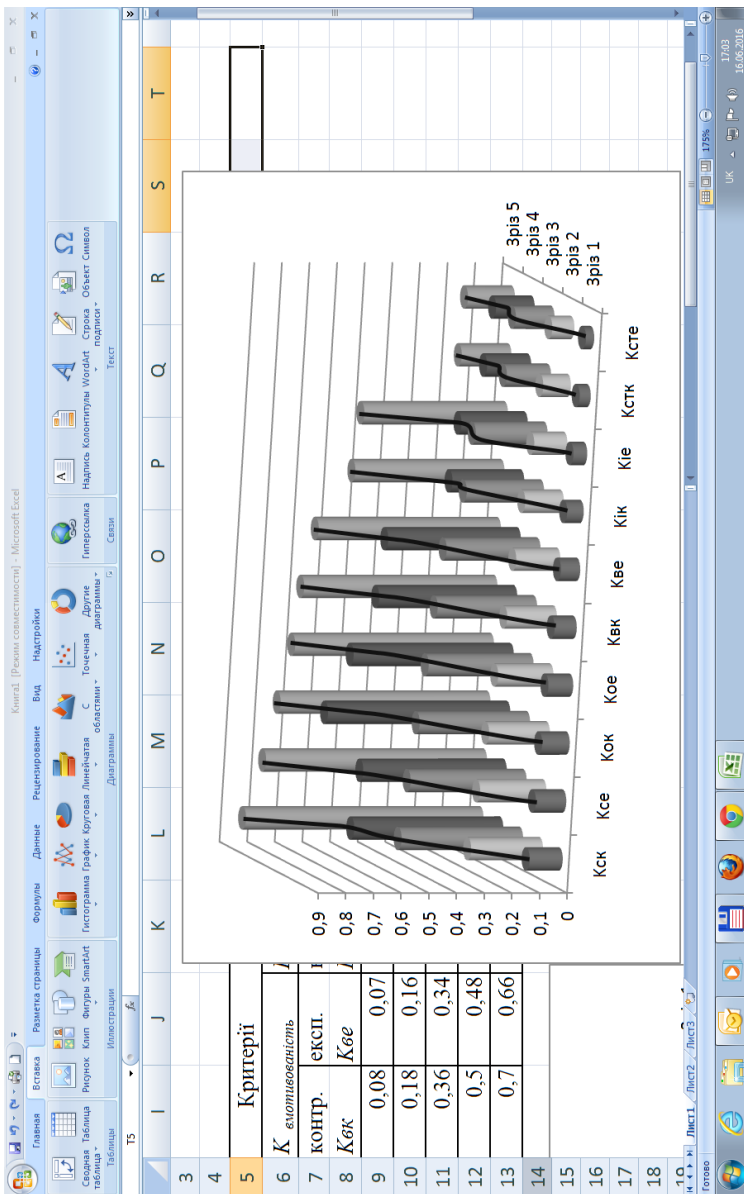 Книга1 [Режим совместимости] - Microsoft Excel
Главная Вставка Разметка страницы Формулы Данные Рецензирование Вид Надстройки
Сводная таблица Таблица Рисунок Клип Фигуры SmartArt Гистограмма График Круговая Линейчатая С областями Точечная Другие диаграммы Гиперссылка Надпись Колонтитулы WordArt Строка подписи Объект Символ
Таблицы Иллюстрации Диаграммы Связи Текст
T5 fx
I J K L M N O P Q R S T
3
4
5 Критерії
6 К вмотивованість
7 контр. експ.
8 Квк Кве
9 0,08 0,07
10 0,18 0,16
11 0,36 0,34
12 0,5 0,48
13 0,7 0,66
14
15
16
17
18
19
0,9
0,8
0,7
0,6
0,5
0,4
0,3
0,2
0,1
0
Кск Ксе Кок Кое Квк Кве Кік Кіе Кстк Ксте
Зріз 5
Зріз 4
Зріз 3
Зріз 2
Зріз 1
Лист1 Лист2 Лист3
Готово 175%
UK 17:03
16.06.2016